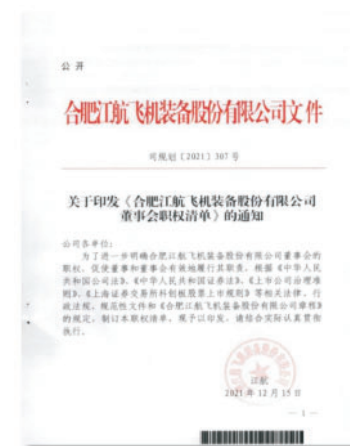 公开
合肥江航飞机装备股份有限公司文件
司规划〔2021〕307号
关于印发《合肥江航飞机装备股份有限公司
董事会职权清单》的通知
公司各单位：
为了进一步明确合肥江航飞机装备股份有限公司董事会的
职权，促使董事和董事会有效地履行其职责，根据《中华人民
共和国公司法》、《中华人民共和国证券法》、《上市公司治理准
则》、《上海证券交易所科创板股票上市规则》等相关法律、行
政法规、规范性文件和《合肥江航飞机装备股份有限公司章程》
的规定，制订本职权清单。现予以印发，请结合实际认真贯彻
执行。
江航
2021年12月15日
— 1 —